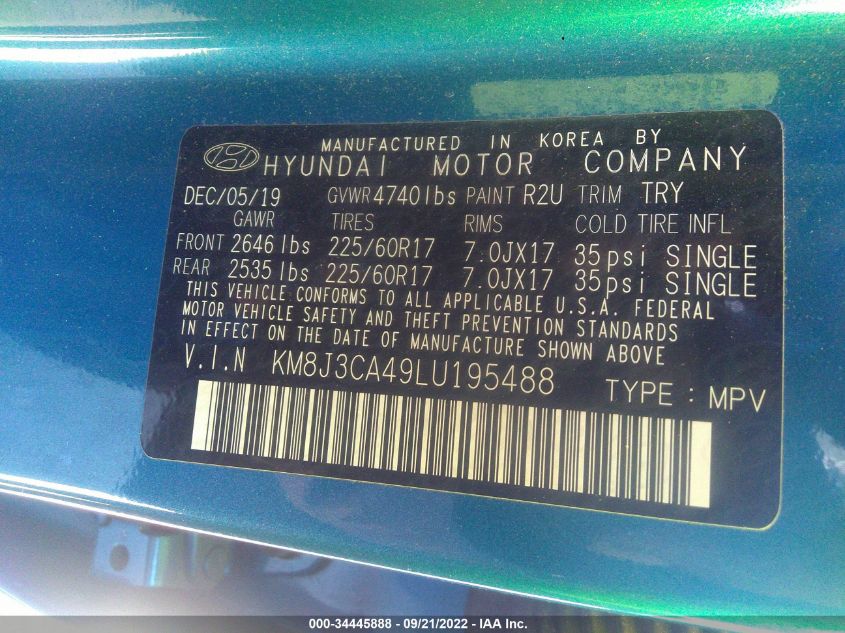 MANUFACTURED IN KOREA BY
HYUNDAI MOTOR COMPANY
DEC/05/19 GVWR 4740lbs PAINT R2U TRIM TRY
GAWR TIRES RIMS COLD TIRE INFL
FRONT 2646 lbs 225/60R17 7.0JX17 35psi SINGLE
REAR 2535 lbs 225/60R17 7.0JX17 35psi SINGLE
THIS VEHICLE CONFORMS TO ALL APPLICABLE U.S.A. FEDERAL
MOTOR VEHICLE SAFETY AND THEFT PREVENTION STANDARDS
IN EFFECT ON THE DATE OF MANUFACTURE SHOWN ABOVE
V.I.N KM8J3CA49LU195488 TYPE : MPV
000-34445888 - 09/21/2022 - IAA Inc.